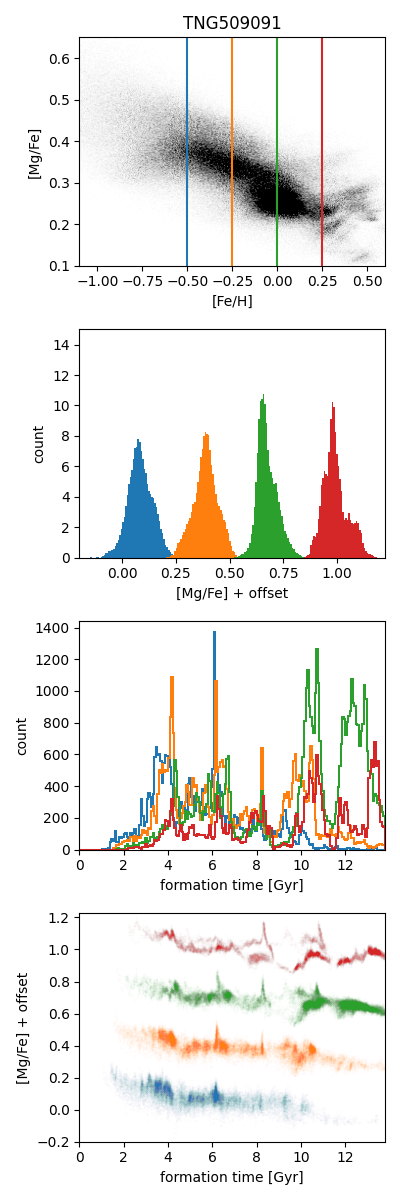 TNG509091
0.6
0.5
0.4
0.3
0.2
0.1
[Mg/Fe]
−1.00 −0.75 −0.50 −0.25 0.00 0.25 0.50
[Fe/H]
14
12
10
8
6
4
2
0
count
0.00 0.25 0.50 0.75 1.00
[Mg/Fe] + offset
1400
1200
1000
800
600
400
200
0
count
0 2 4 6 8 10 12
formation time [Gyr]
1.2
1.0
0.8
0.6
0.4
0.2
0.0
−0.2
[Mg/Fe] + offset
0 2 4 6 8 10 12
formation time [Gyr]